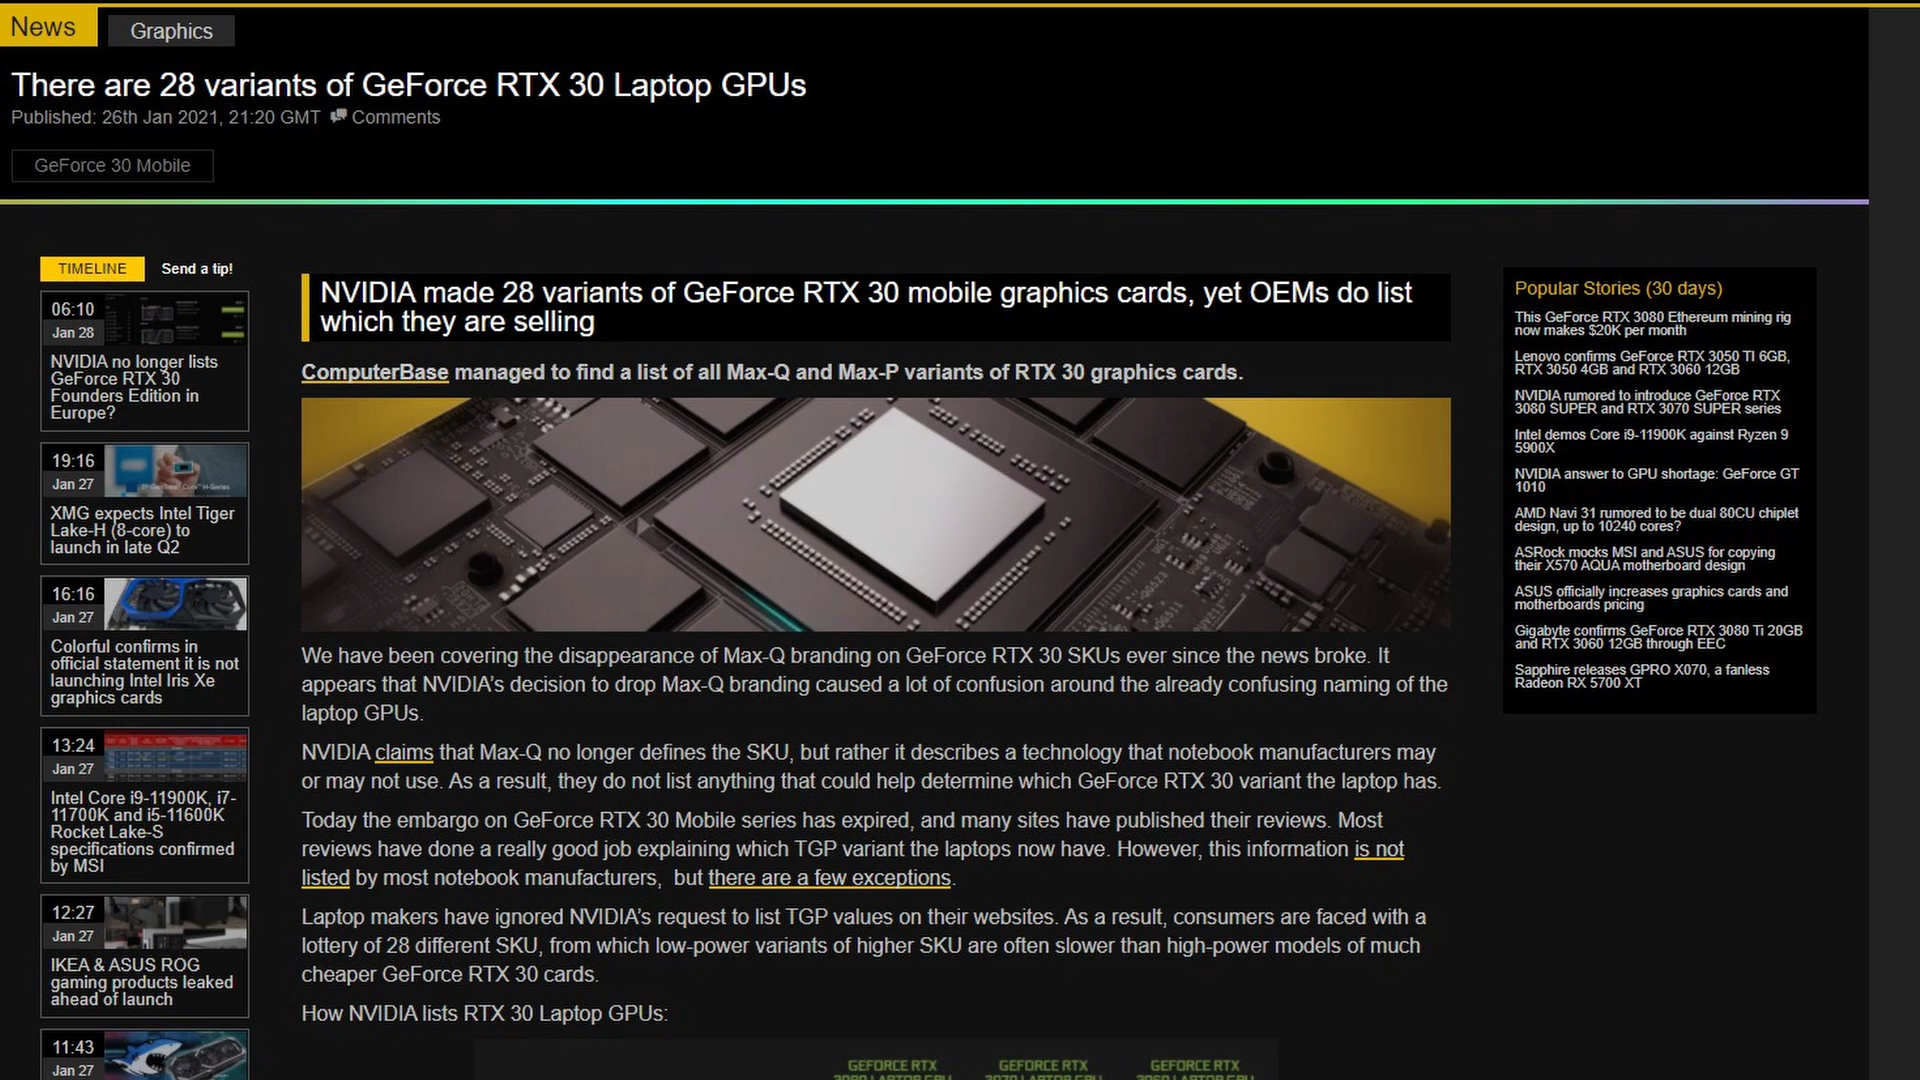 News
Graphics
There are 28 variants of GeForce RTX 30 Laptop GPUs
Published: 26th Jan 2021, 21:20 GMT Comments
GeForce 30 Mobile
TIMELINE
Send a tip!
06:10
Jan 28
NVIDIA no longer lists
GeForce RTX 30
Founders Edition in
Europe?
19:16
Jan 27
XMG expects Intel Tiger
Lake-H (8-core) to
launch in late Q2
16:16
Jan 27
Colorful confirms in
official statement it is not
launching Intel Iris Xe
graphics cards
13:24
Jan 27
Intel Core i9-11900K, i7-
11700K and i5-11600K
Rocket Lake-S
specifications confirmed
by MSI
12:27
Jan 27
IKEA & ASUS ROG
gaming products leaked
ahead of launch
11:43
Jan 27
NVIDIA made 28 variants of GeForce RTX 30 mobile graphics cards, yet OEMs do list
which they are selling
ComputerBase managed to find a list of all Max-Q and Max-P variants of RTX 30 graphics cards.
We have been covering the disappearance of Max-Q branding on GeForce RTX 30 SKUs ever since the news broke. It
appears that NVIDIA's decision to drop Max-Q branding caused a lot of confusion around the already confusing naming of the
laptop GPUs.
NVIDIA claims that Max-Q no longer defines the SKU, but rather it describes a technology that notebook manufacturers may
or may not use. As a result, they do not list anything that could help determine which GeForce RTX 30 variant the laptop has.
Today the embargo on GeForce RTX 30 Mobile series has expired, and many sites have published their reviews. Most
reviews have done a really good job explaining which TGP variant the laptops now have. However, this information is not
listed by most notebook manufacturers, but there are a few exceptions.
Laptop makers have ignored NVIDIA's request to list TGP values on their websites. As a result, consumers are faced with a
lottery of 28 different SKU, from which low-power variants of higher SKU are often slower than high-power models of much
cheaper GeForce RTX 30 cards.
How NVIDIA lists RTX 30 Laptop GPUs:
GEFORCE RTX
3080 LAPTOP GPU
GEFORCE RTX
3070 LAPTOP GPU
GEFORCE RTX
3060 LAPTOP GPU
Popular Stories (30 days)
This GeForce RTX 3080 Ethereum mining rig
now makes $20K per month
Lenovo confirms GeForce RTX 3050 TI 6GB,
RTX 3050 4GB and RTX 3060 12GB
NVIDIA rumored to introduce GeForce RTX
3080 SUPER and RTX 3070 SUPER series
Intel demos Core i9-11900K against Ryzen 9
5900X
NVIDIA answer to GPU shortage: GeForce GT
1010
AMD Navi 31 rumored to be dual 80CU chiplet
design, up to 10240 cores?
ASRock mocks MSI and ASUS for copying
their X570 AQUA motherboard design
ASUS officially increases graphics cards and
motherboards pricing
Gigabyte confirms GeForce RTX 3080 Ti 20GB
and RTX 3060 12GB through EEC
Sapphire releases GPRO X070, a fanless
Radeon RX 5700 XT